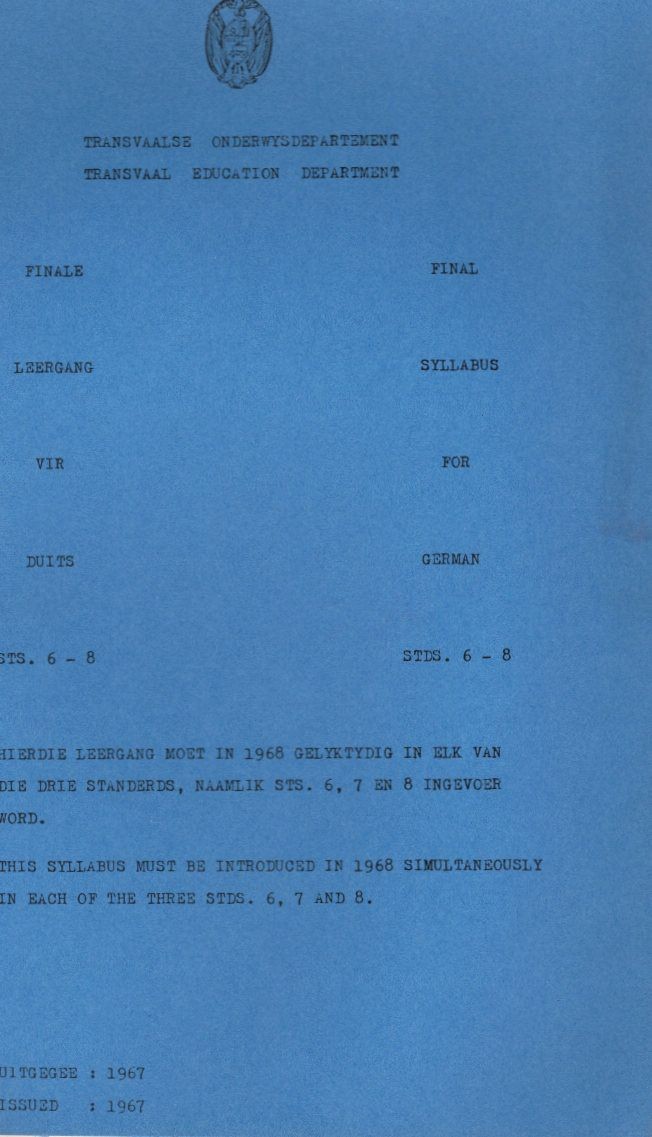 TRANSVAALSE ONDERWYSDEPARTEMENT
TRANSVAAL EDUCATION DEPARTMENT
FINALE FINAL
LEERGANG SYLLABUS
VIR FOR
DUITS GERMAN
STS. 6 - 8 STDS. 6 - 8
HIERDIE LEERGANG MOET IN 1968 GELYKTYDIG IN ELK VAN
DIE DRIE STANDERDS, NAAMLIK STS. 6, 7 EN 8 INGEVOER
WORD.
THIS SYLLABUS MUST BE INTRODUCED IN 1968 SIMULTANEOUSLY
IN EACH OF THE THREE STDS. 6, 7 AND 8.
UITGEGEE : 1967
ISSUED : 1967